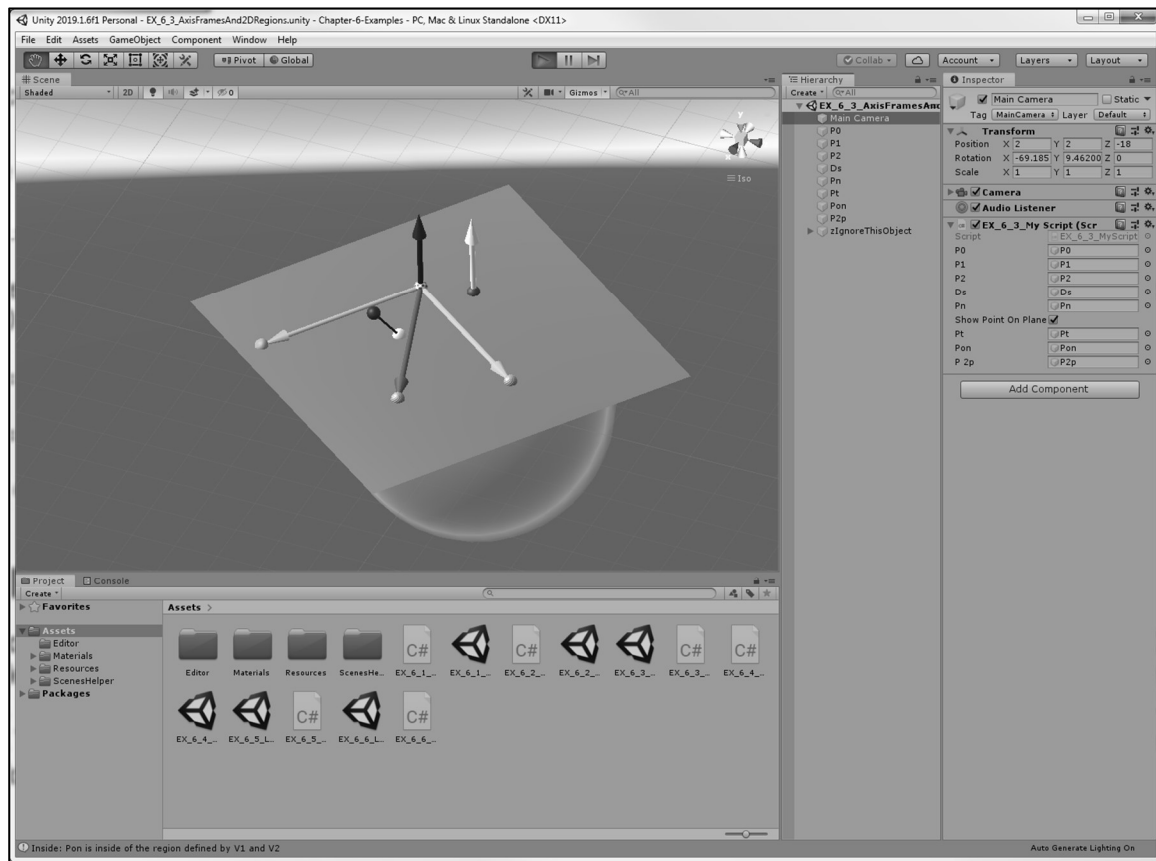 Unity 2019.1.6f1 Personal - EX_6_3_AxisFramesAnd2DRegions.unity - Chapter-6-Examples - PC, Mac & Linux Standalone <DX11>
File Edit Assets GameObject Component Window Help
Pivot Global Collab Account Layers Layout
Scene
Shaded 2D 0 Gizmos All
y
x
Iso
Hierarchy
Create All
EX_6_3_AxisFramesAnd
Main Camera
P0
P1
P2
Ds
Pn
Pt
Pon
P2p
zIgnoreThisObject
Inspector
Main Camera Static
Tag MainCamera Layer Default
Transform
Position X 2 Y 2 Z -18
Rotation X -69.185 Y 9.46200 Z 0
Scale X 1 Y 1 Z 1
Camera
Audio Listener
EX_6_3_My Script (Scr
Script EX_6_3_MyScript
P0 P0
P1 P1
P2 P2
Ds Ds
Pn Pn
Show Point On Plane
Pt Pt
Pon Pon
P 2p P2p
Add Component
Project Console
Create
Favorites
Assets
Editor
Materials
Resources
ScenesHelper
Packages
Assets >
C# C# C# C#
Editor Materials Resources ScenesHe... EX_6_1_... EX_6_1_... EX_6_2_... EX_6_2_... EX_6_3_... EX_6_3_... EX_6_4_...
C# C#
EX_6_4_... EX_6_5_L... EX_6_5_... EX_6_6_L... EX_6_6_...
Inside: Pon is inside of the region defined by V1 and V2
Auto Generate Lighting On